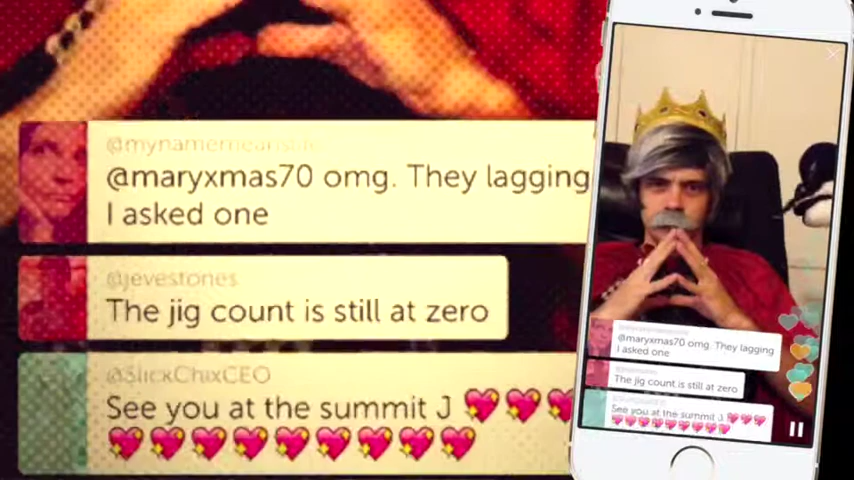 @maryxmas70 omg. They lagging
I asked one
@jevestones
The jig count is still at zero
@SlickChixCEO
See you at the summit J 💖💖💖
💖💖💖💖💖💖💖💖💖
@maryxmas70 omg. They lagging
I asked one
The jig count is still at zero
See you at the summit J 💖💖💖
💖💖💖💖💖💖💖💖💖